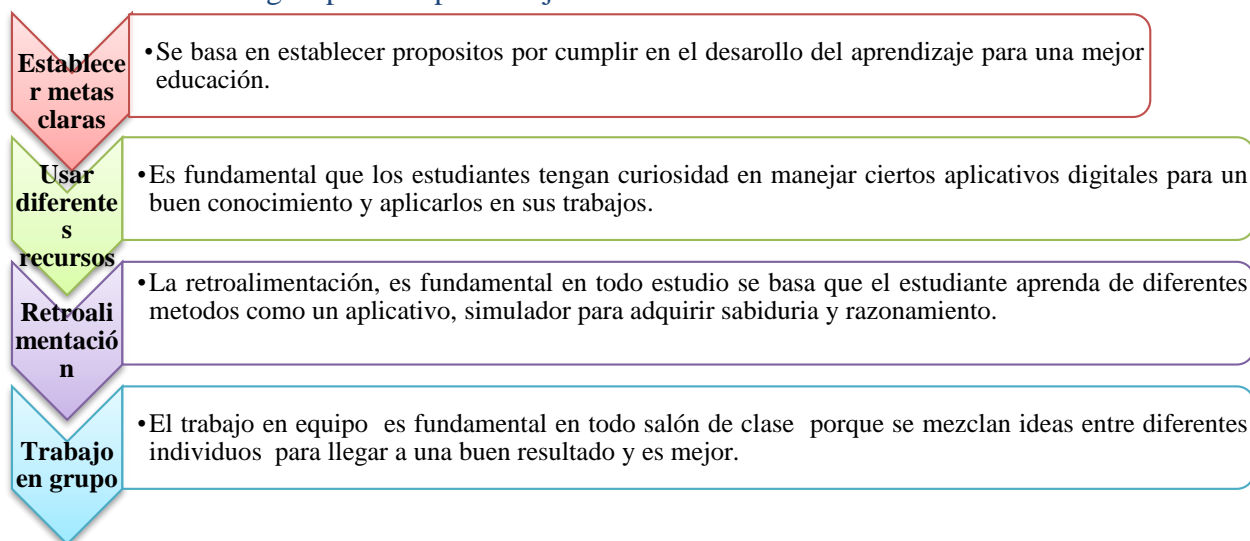 Establece
r metas
claras
•Se basa en establecer propositos por cumplir en el desarollo del aprendizaje para una mejor
educación.
Usar
diferente
s
recursos
•Es fundamental que los estudiantes tengan curiosidad en manejar ciertos aplicativos digitales para un
buen conocimiento y aplicarlos en sus trabajos.
Retroali
mentació
n
•La retroalimentación, es fundamental en todo estudio se basa que el estudiante aprenda de diferentes
metodos como un aplicativo, simulador para adquirir sabiduria y razonamiento.
Trabajo
en grupo
•El trabajo en equipo es fundamental en todo salón de clase porque se mezclan ideas entre diferentes
individuos para llegar a una buen resultado y es mejor.